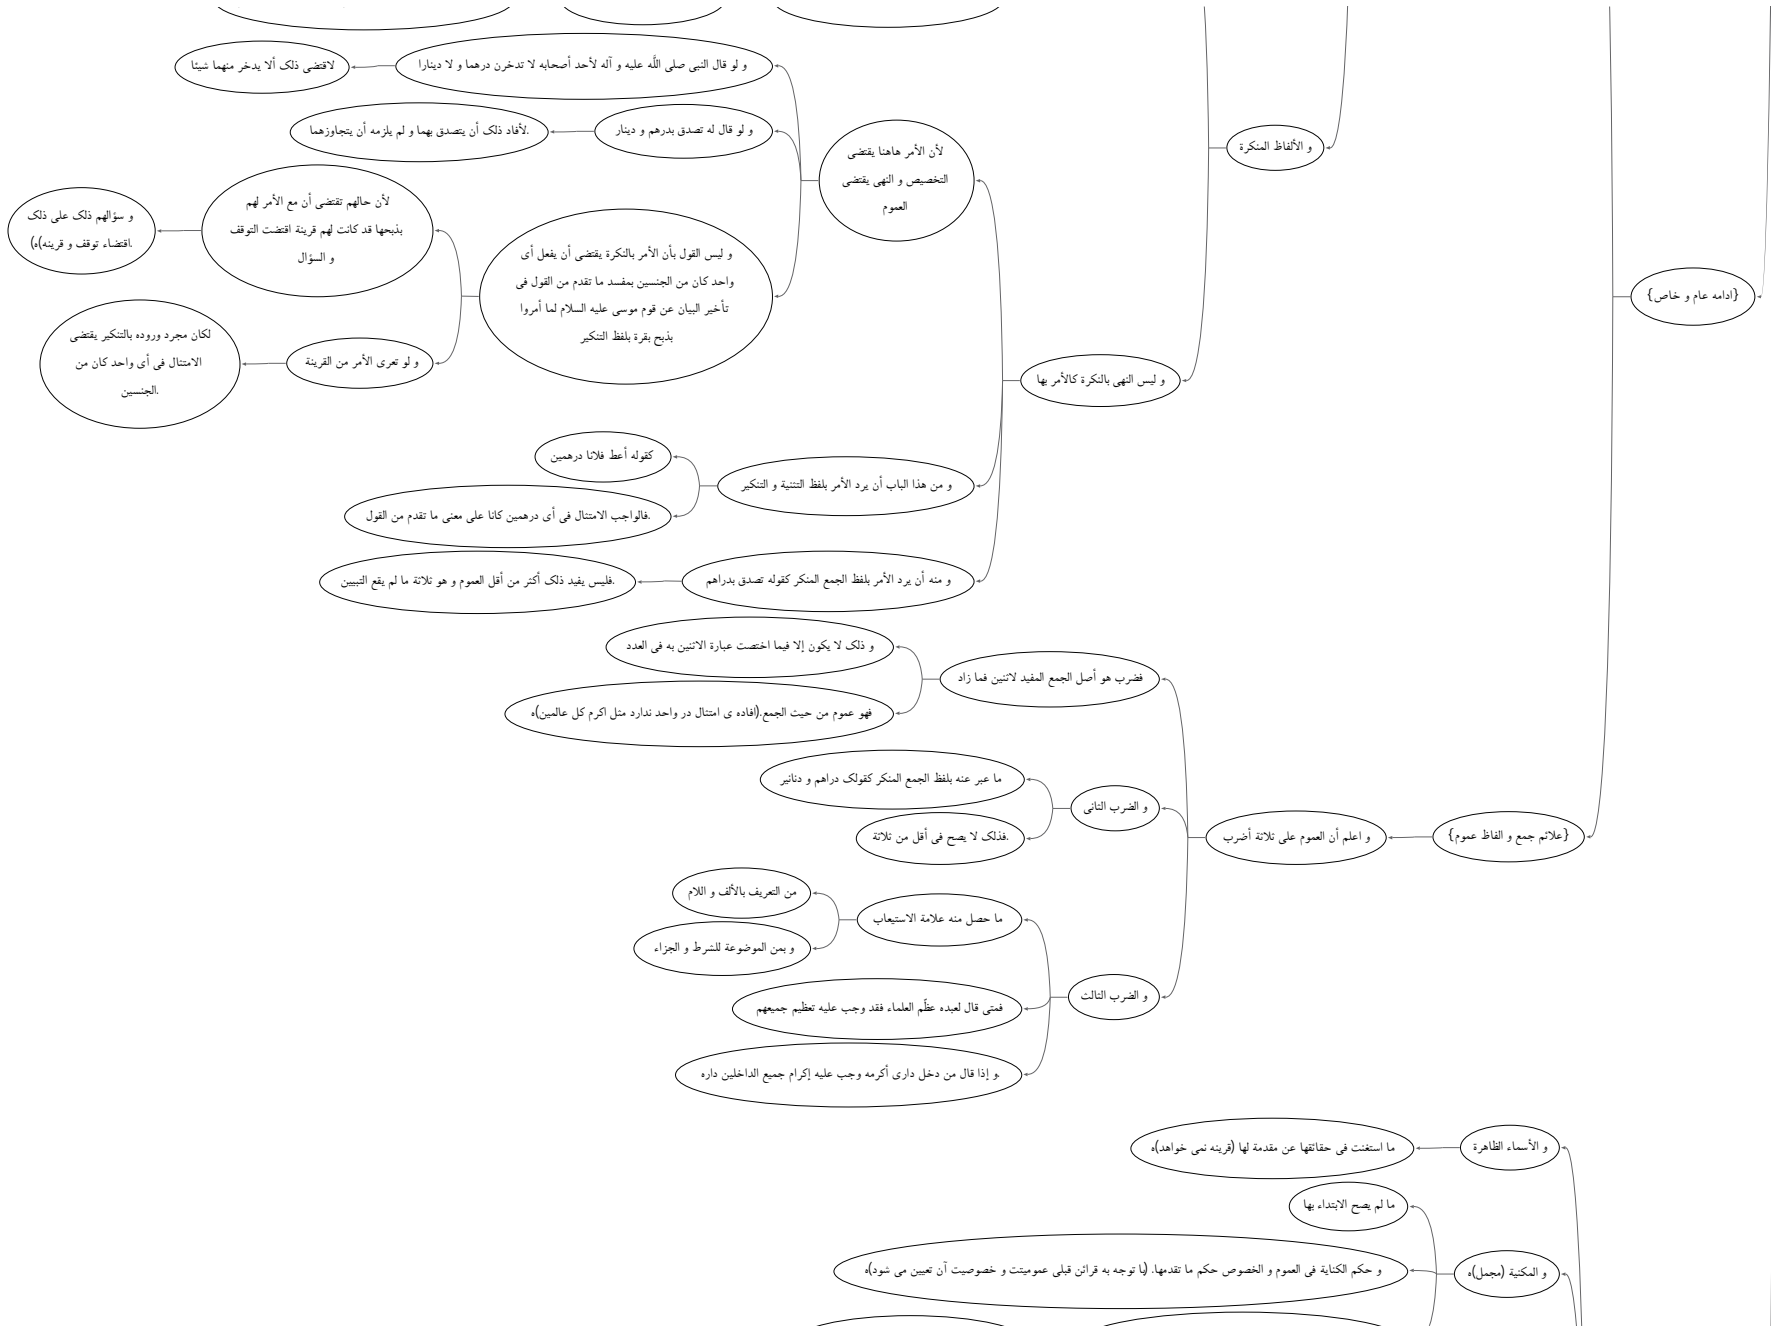 {ادامه عام و خاص}
و الألفاظ المنكرة
و ليس النهى بالنكرة كالأمر بها
لأن الأمر هاهنا يقتضى
التخصيص و النهى يقتضى
العموم
و لو قال النبى صلى اللَّه عليه و آله لأحد أصحابه لا تدخرن درهما و لا دينارا
لاقتضى ذلک ألا يدخر منهما شيئا
و لو قال له تصدق بدرهم و دينار
لأفاد ذلک أن يتصدق بهما و لم يلزمه أن يتجاوزهما.
و ليس القول بأن الأمر بالنكرة يقتضى أن يفعل أى
واحد كان من الجنسين بمفسد ما تقدم من القول فى
تأخير البيان عن قوم موسى عليه السلام لما أمروا
بذبح بقرة بلفظ التنكير
لأن حالهم تقتضى أن مع الأمر لهم
بذبحها قد كانت لهم قرينة اقتضت التوقف
و السؤال
و سؤالهم ذلک على ذلک
اقتضاء توقف و قرينه)ه).
و لو تعرى الأمر من القرينة
لكان مجرد وروده بالتنكير يقتضى
الامتثال فى أى واحد كان من
الجنسين.
و من هذا الباب أن يرد الأمر بلفظ التثنية و التنكير
كقوله أعط فلانا درهمين
فالواجب الامتثال فى أى درهمين كانا على معنى ما تقدم من القول.
و منه أن يرد الأمر بلفظ الجمع المنكر كقوله تصدق بدراهم
فليس يفيد ذلک أكثر من أقل العموم و هو ثلاثة ما لم يقع التبيين.
{علائم جمع و الفاظ عموم}
و اعلم أن العموم على ثلاثة أضرب
فضرب هو أصل الجمع المفيد لاثنين فما زاد
و ذلک لا يكون إلا فيما اختصت عبارة الاثنين به فى العدد
فهو عموم من حيث الجمع.(افاده ى امتثال در واحد ندارد مثل اكرم كل عالمين)ه
و الضرب الثانى
ما عبر عنه بلفظ الجمع المنكر كقولک دراهم و دنانير
فذلک لا يصح فى أقل من ثلاثة.
و الضرب الثالث
ما حصل منه علامة الاستيعاب
من التعريف بالألف و اللام
و بمن الموضوعة للشرط و الجزاء
فمتى قال لعبده عظّم العلماء فقد وجب عليه تعظيم جميعهم
و إذا قال من دخل دارى أكرمه وجب عليه إكرام جميع الداخلين داره.
و الأسماء الظاهرة
ما استغنت فى حقائقها عن مقدمة لها (قرينه نمى خواهد)ه
و المكنية (مجمل)ه
ما لم يصح الابتداء بها
و حكم الكناية فى العموم و الخصوص حكم ما تقدمها. (با توجه به قرائن قبلى عموميتت و خصوصيت آن تعيين مى شود)ه